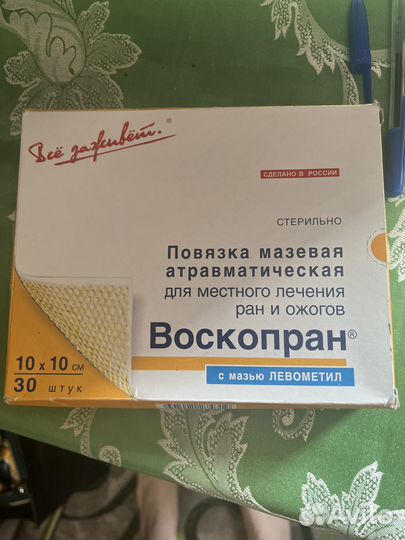 Всё заживёт.®
СДЕЛАНО В РОССИИ
СТЕРИЛЬНО
Повязка мазевая
атравматическая
для местного лечения
ран и ожогов
Воскопран®
с мазью ЛЕВОМЕТИЛ
10 х 10 см
30 штук
Avito